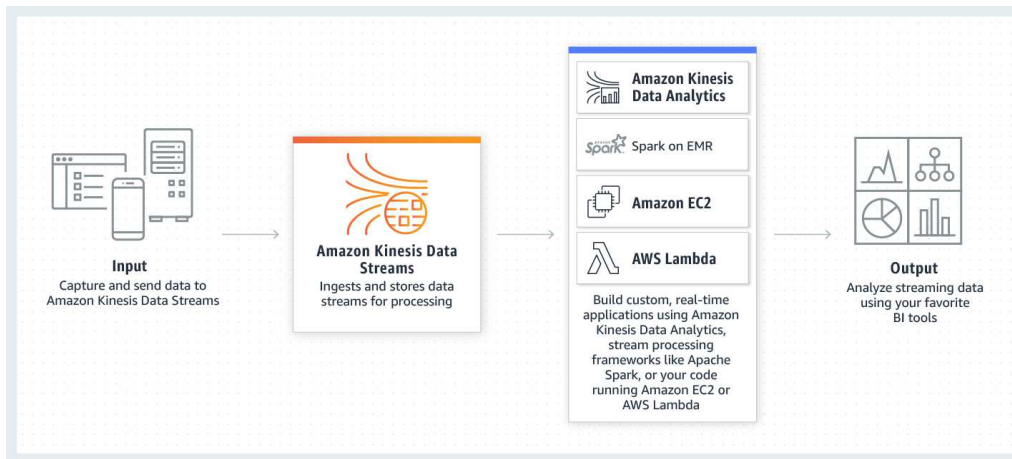 Input
Capture and send data to
Amazon Kinesis Data Streams
Amazon Kinesis Data
Streams
Ingests and stores data
streams for processing
Amazon Kinesis
Data Analytics
Spark
Spark on EMR
Amazon EC2
AWS Lambda
Build custom, real-time
applications using Amazon
Kinesis Data Analytics,
stream processing
frameworks like Apache
Spark, or your code
running Amazon EC2 or
AWS Lambda
Output
Analyze streaming data
using your favorite
BI tools